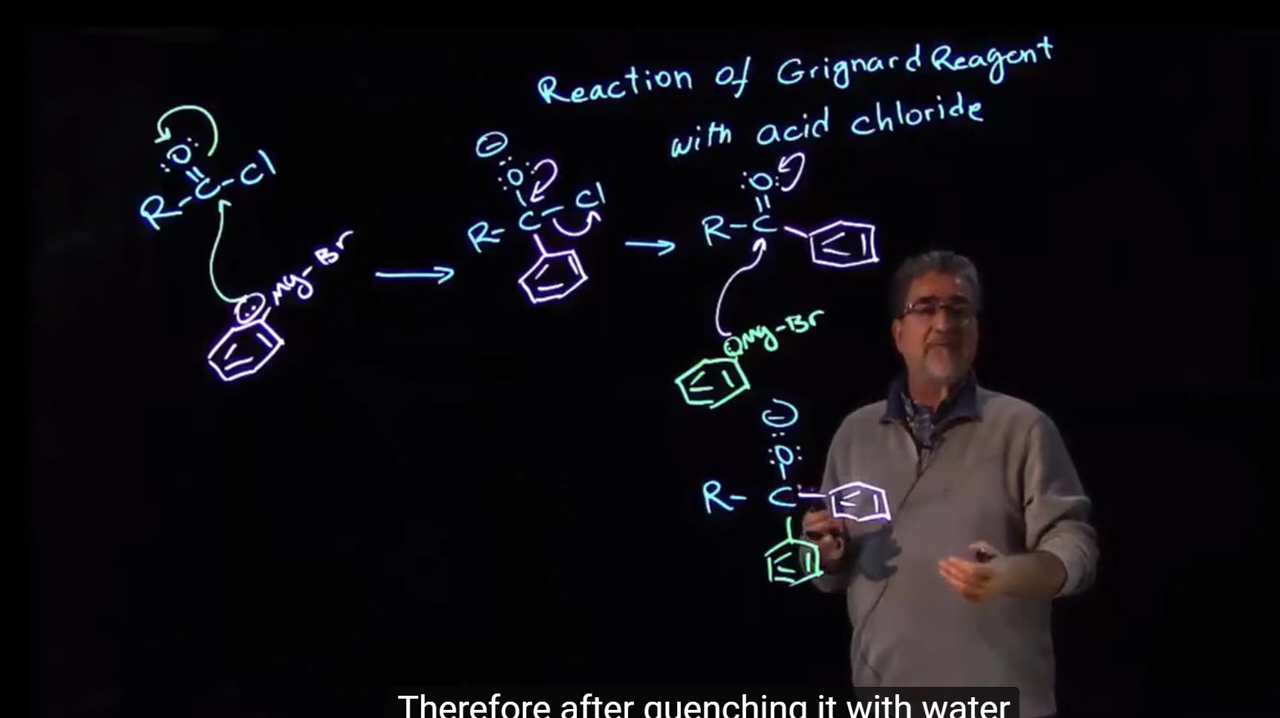 Reaction of Grignard Reagent
with acid chloride
O
R-C-Cl
Mg-Br
O
R-C-Cl
O
R-C
Mg-Br
O
R-C
Therefore after quenching it with water